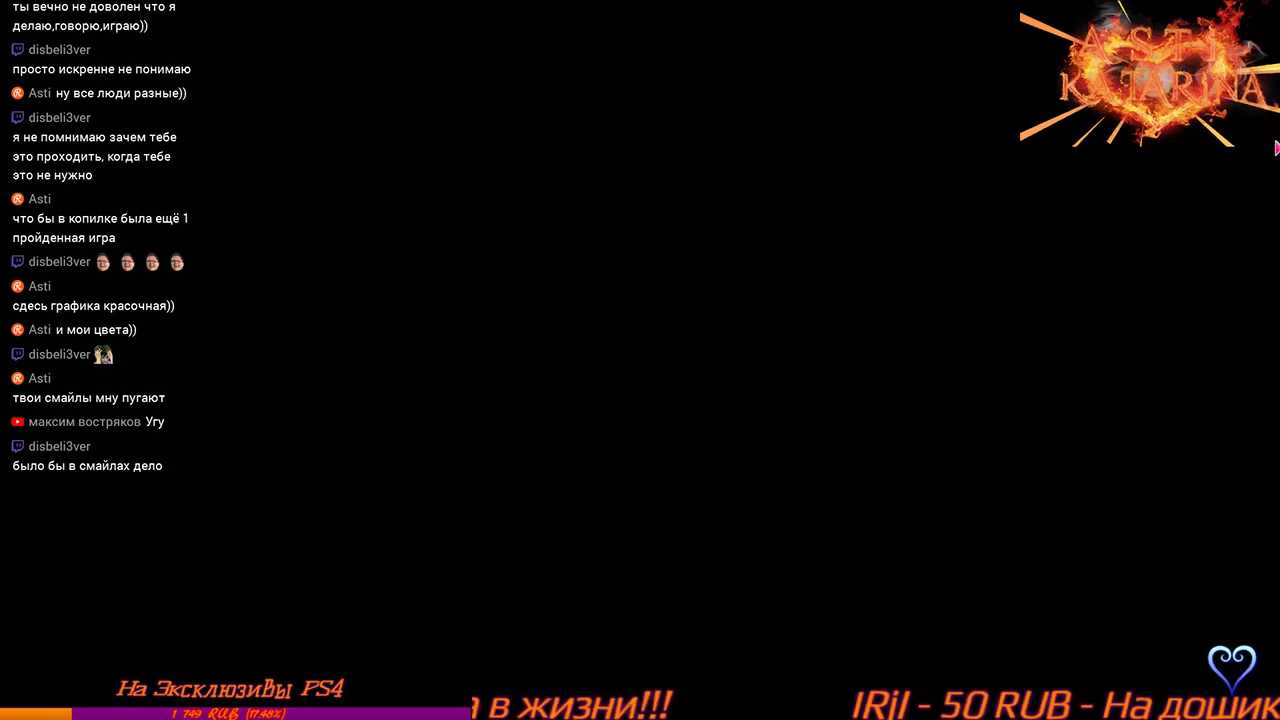 ты вечно не доволен что я
делаю,говорю,играю))
disbeli3ver
просто искренне не понимаю
Asti ну все люди разные))
disbeli3ver
я не помнимаю зачем тебе
это проходить, когда тебе
это не нужно
Asti
что бы в копилке была ещё 1
пройденная игра
disbeli3ver
Asti
сдесь графика красочная))
Asti и мои цвета))
disbeli3ver
Asti
твои смайлы мну пугают
максим востряков Угу
disbeli3ver
было бы в смайлах дело
ASTI
KATARINA
На Эксклюзивы PS4
1 749 RUB (17.48%)
в жизни!!! IRiI - 50 RUB - На дошик